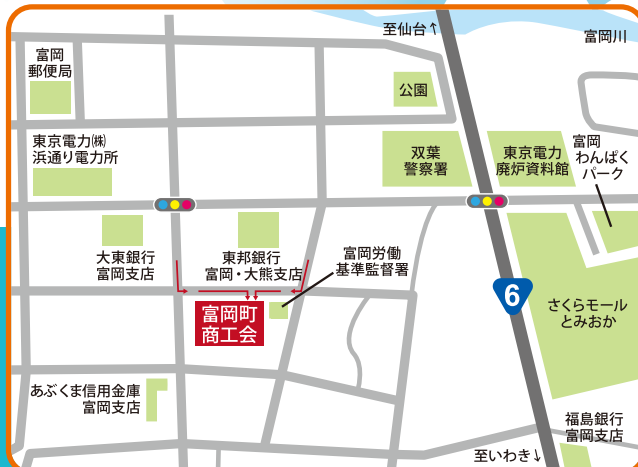 至仙台↑
富岡川
富岡
郵便局
公園
東京電力㈱
浜通り電力所
双葉
警察署
東京電力
廃炉資料館
富岡
わんぱく
パーク
大東銀行
富岡支店
東邦銀行
富岡・大熊支店
富岡労働
基準監督署
6
富岡町
商工会
さくらモール
とみおか
あぶくま信用金庫
富岡支店
福島銀行
富岡支店
至いわき↓